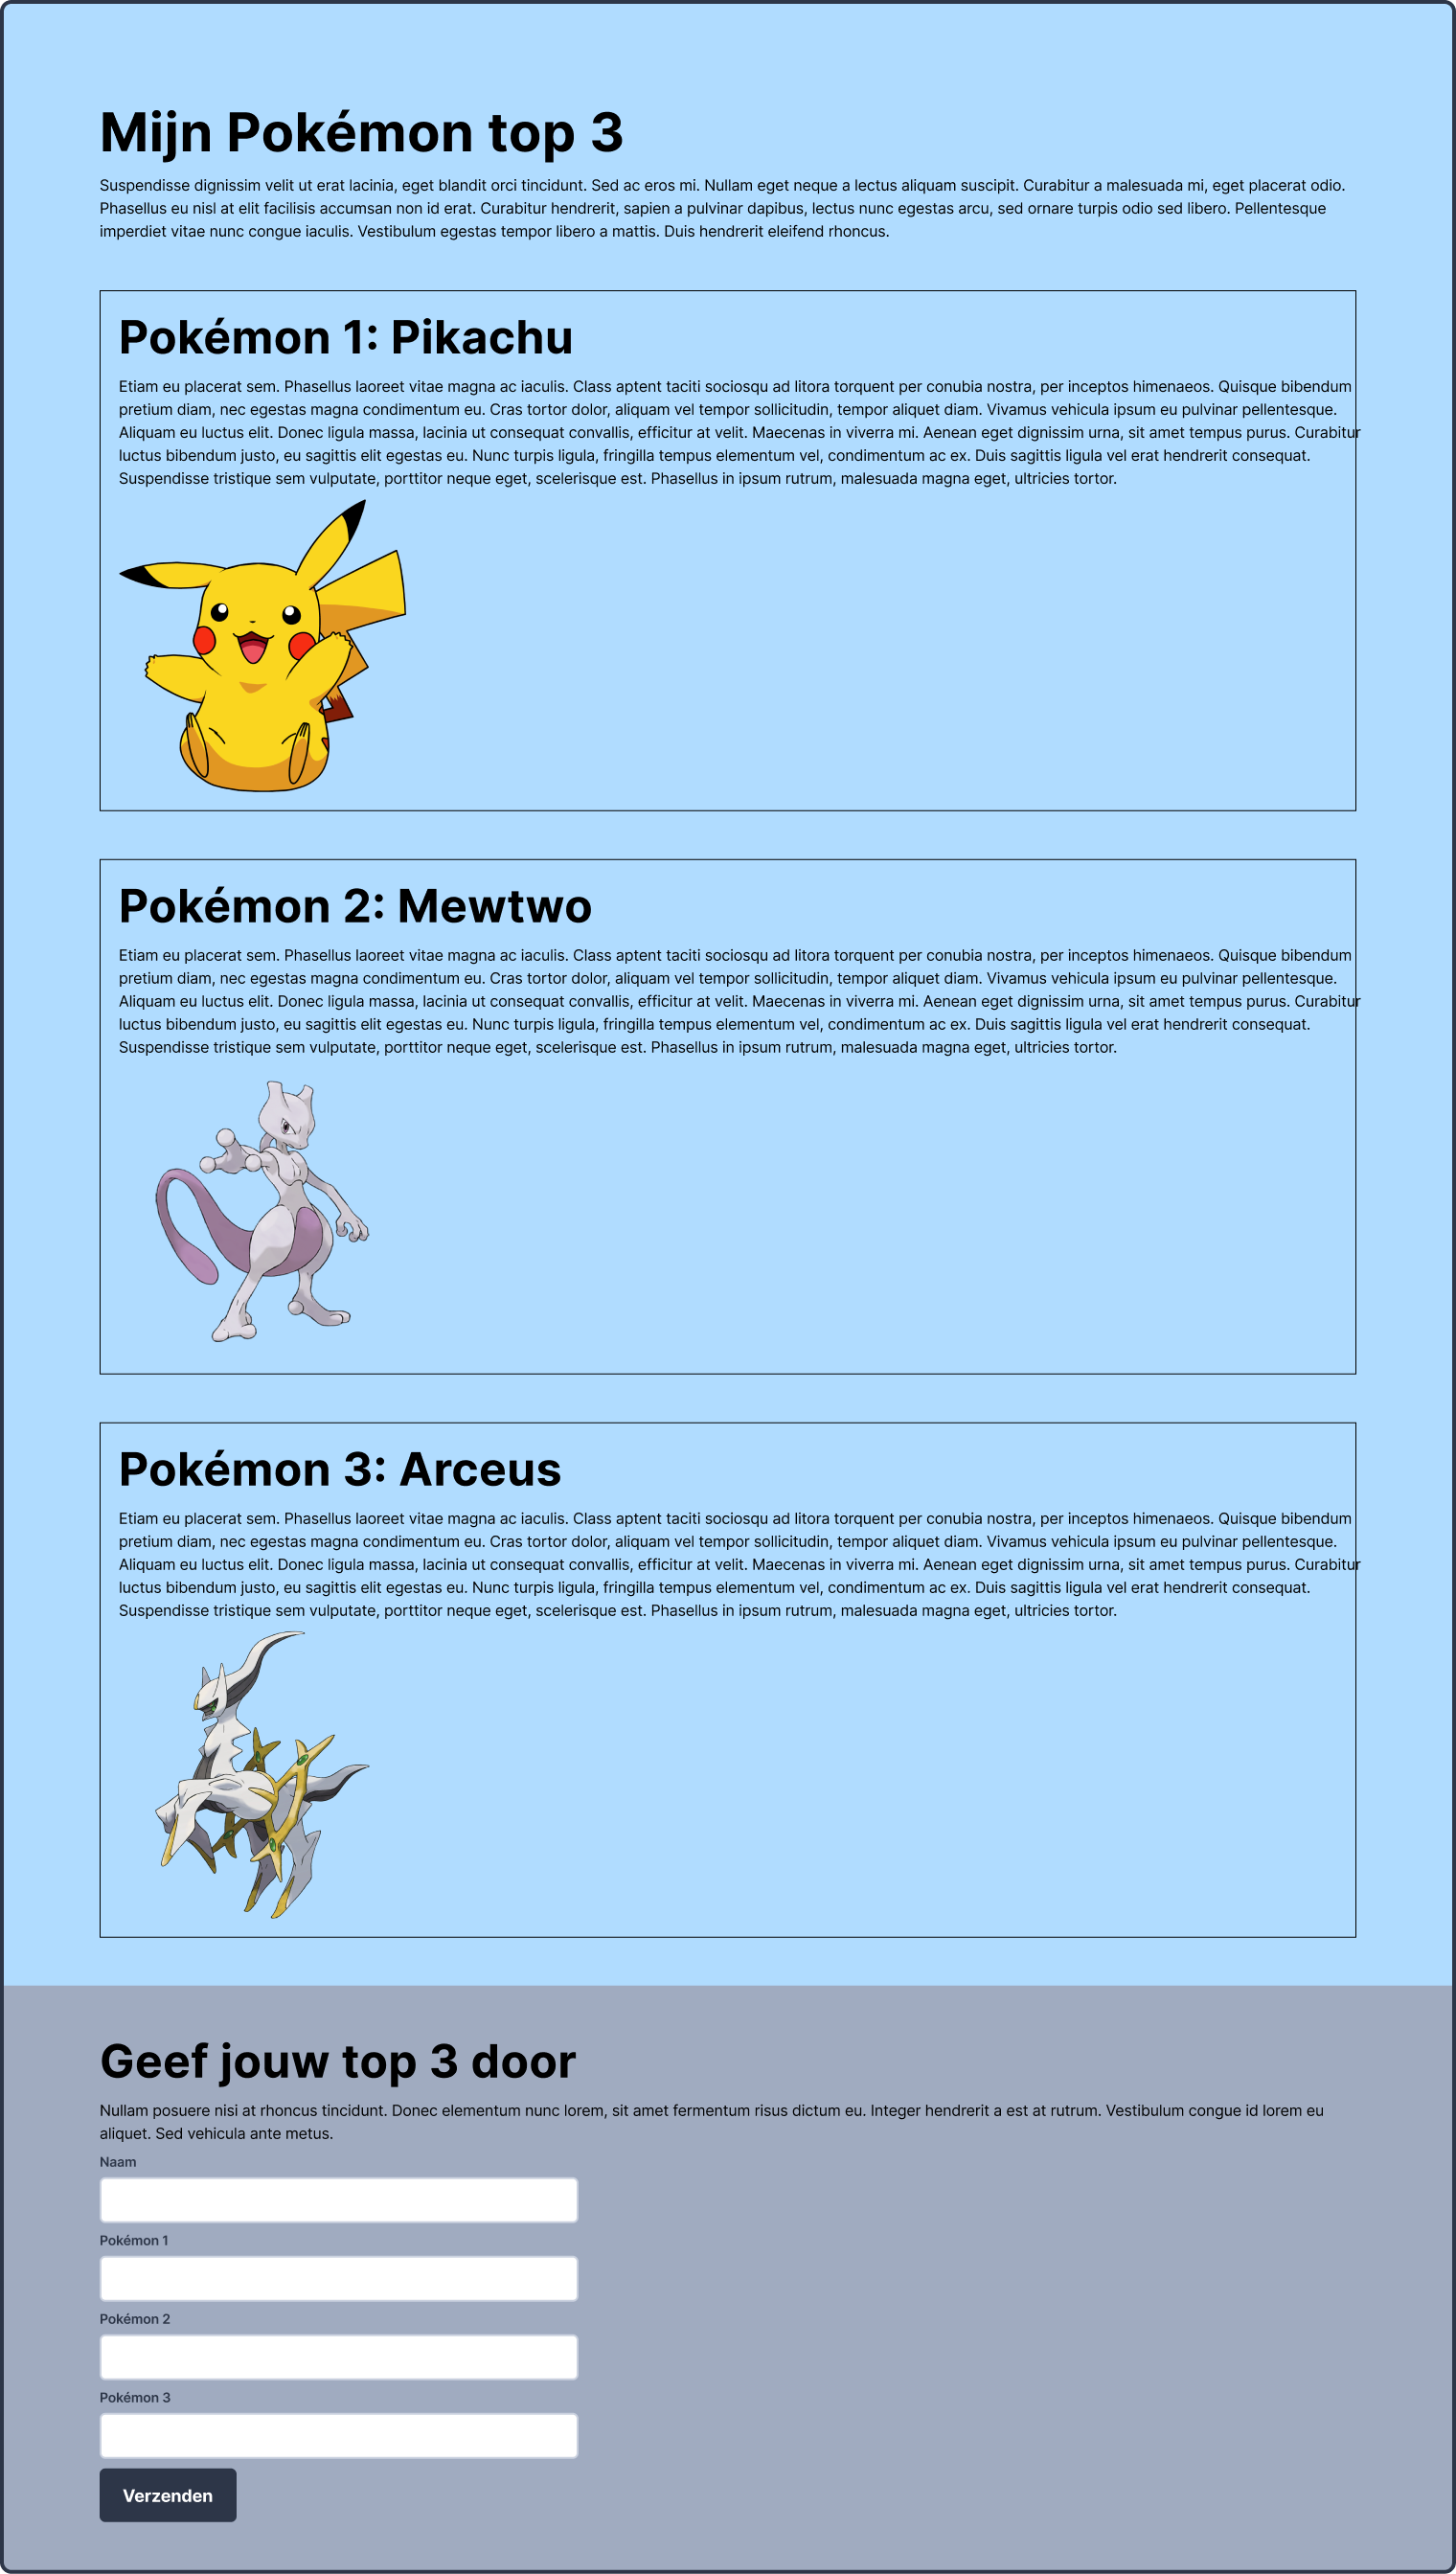 Mijn Pokémon top 3
Suspendisse dignissim velit ut erat lacinia, eget blandit orci tincidunt. Sed ac eros mi. Nullam eget neque a lectus aliquam suscipit. Curabitur a malesuada mi, eget placerat odio.
Phasellus eu nisl at elit facilisis accumsan non id erat. Curabitur hendrerit, sapien a pulvinar dapibus, lectus nunc egestas arcu, sed ornare turpis odio sed libero. Pellentesque
imperdiet vitae nunc congue iaculis. Vestibulum egestas tempor libero a mattis. Duis hendrerit eleifend rhoncus.
Pokémon 1: Pikachu
Etiam eu placerat sem. Phasellus laoreet vitae magna ac iaculis. Class aptent taciti sociosqu ad litora torquent per conubia nostra, per inceptos himenaeos. Quisque bibendum
pretium diam, nec egestas magna condimentum eu. Cras tortor dolor, aliquam vel tempor sollicitudin, tempor aliquet diam. Vivamus vehicula ipsum eu pulvinar pellentesque.
Aliquam eu luctus elit. Donec ligula massa, lacinia ut consequat convallis, efficitur at velit. Maecenas in viverra mi. Aenean eget dignissim urna, sit amet tempus purus. Curabitur
luctus bibendum justo, eu sagittis elit egestas eu. Nunc turpis ligula, fringilla tempus elementum vel, condimentum ac ex. Duis sagittis ligula vel erat hendrerit consequat.
Suspendisse tristique sem vulputate, porttitor neque eget, scelerisque est. Phasellus in ipsum rutrum, malesuada magna eget, ultricies tortor.
Pokémon 2: Mewtwo
Etiam eu placerat sem. Phasellus laoreet vitae magna ac iaculis. Class aptent taciti sociosqu ad litora torquent per conubia nostra, per inceptos himenaeos. Quisque bibendum
pretium diam, nec egestas magna condimentum eu. Cras tortor dolor, aliquam vel tempor sollicitudin, tempor aliquet diam. Vivamus vehicula ipsum eu pulvinar pellentesque.
Aliquam eu luctus elit. Donec ligula massa, lacinia ut consequat convallis, efficitur at velit. Maecenas in viverra mi. Aenean eget dignissim urna, sit amet tempus purus. Curabitur
luctus bibendum justo, eu sagittis elit egestas eu. Nunc turpis ligula, fringilla tempus elementum vel, condimentum ac ex. Duis sagittis ligula vel erat hendrerit consequat.
Suspendisse tristique sem vulputate, porttitor neque eget, scelerisque est. Phasellus in ipsum rutrum, malesuada magna eget, ultricies tortor.
Pokémon 3: Arceus
Etiam eu placerat sem. Phasellus laoreet vitae magna ac iaculis. Class aptent taciti sociosqu ad litora torquent per conubia nostra, per inceptos himenaeos. Quisque bibendum
pretium diam, nec egestas magna condimentum eu. Cras tortor dolor, aliquam vel tempor sollicitudin, tempor aliquet diam. Vivamus vehicula ipsum eu pulvinar pellentesque.
Aliquam eu luctus elit. Donec ligula massa, lacinia ut consequat convallis, efficitur at velit. Maecenas in viverra mi. Aenean eget dignissim urna, sit amet tempus purus. Curabitur
luctus bibendum justo, eu sagittis elit egestas eu. Nunc turpis ligula, fringilla tempus elementum vel, condimentum ac ex. Duis sagittis ligula vel erat hendrerit consequat.
Suspendisse tristique sem vulputate, porttitor neque eget, scelerisque est. Phasellus in ipsum rutrum, malesuada magna eget, ultricies tortor.
Geef jouw top 3 door
Nullam posuere nisi at rhoncus tincidunt. Donec elementum nunc lorem, sit amet fermentum risus dictum eu. Integer hendrerit a est at rutrum. Vestibulum congue id lorem eu
aliquet. Sed vehicula ante metus.
Naam
Pokémon 1
Pokémon 2
Pokémon 3
Verzenden